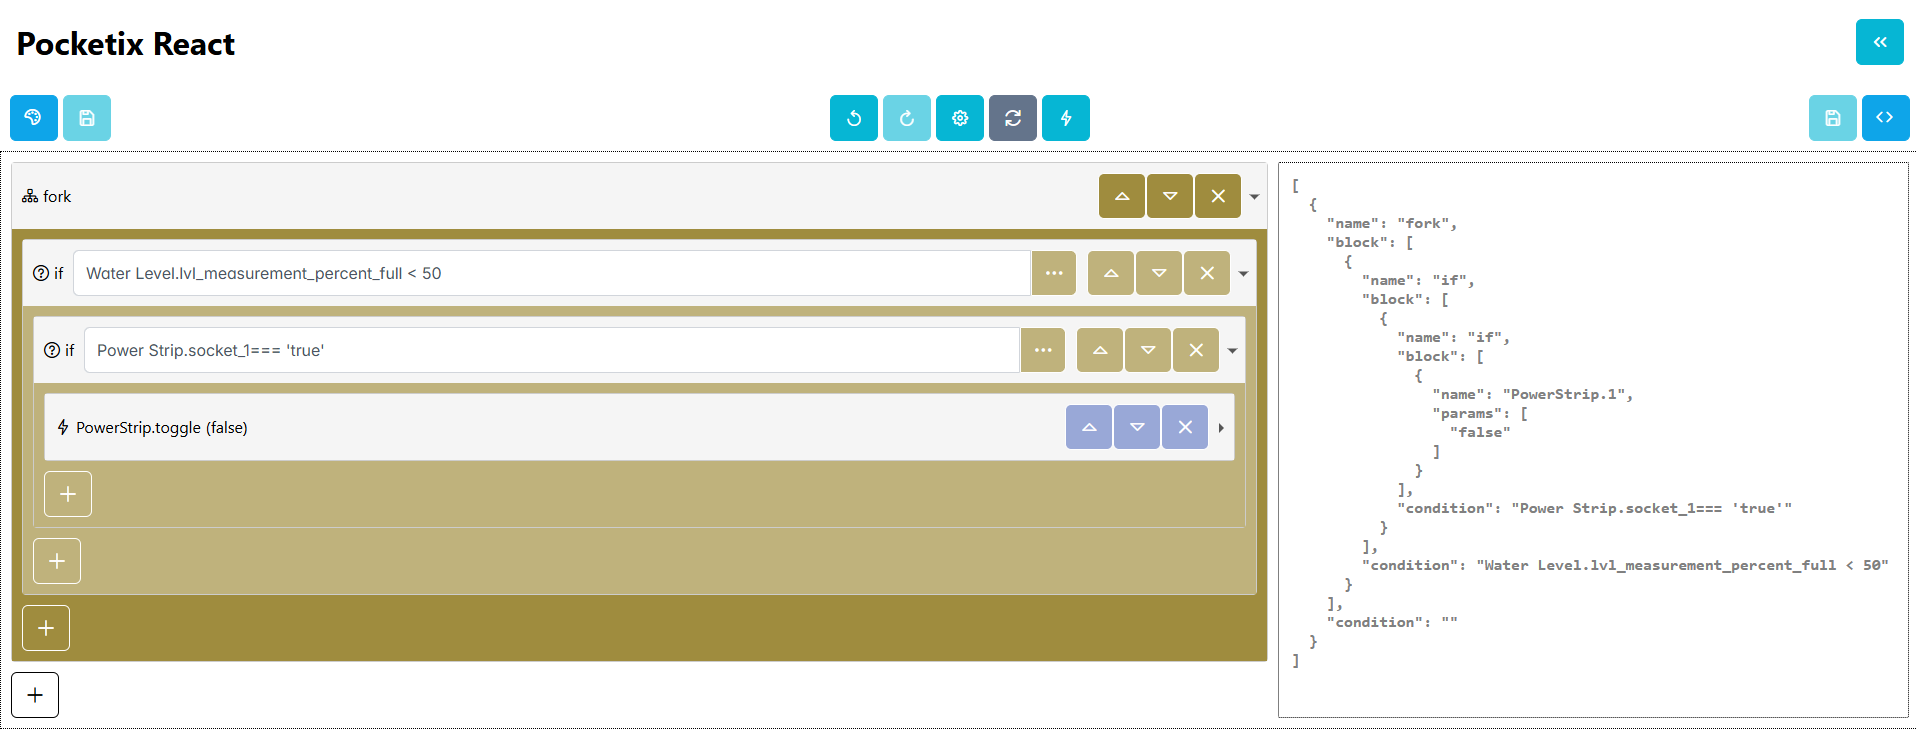 Pocketix React
fork
if Water Level.lvl_measurement_percent_full < 50
if Power Strip.socket_1=== 'true'
PowerStrip.toggle (false)
[
{
"name": "fork",
"block": [
{
"name": "if",
"block": [
{
"name": "if",
"block": [
{
"name": "PowerStrip.1",
"params": [
"false"
]
}
],
"condition": "Power Strip.socket_1=== 'true'"
}
],
"condition": "Water Level.lvl_measurement_percent_full < 50"
}
],
"condition": ""
}
]